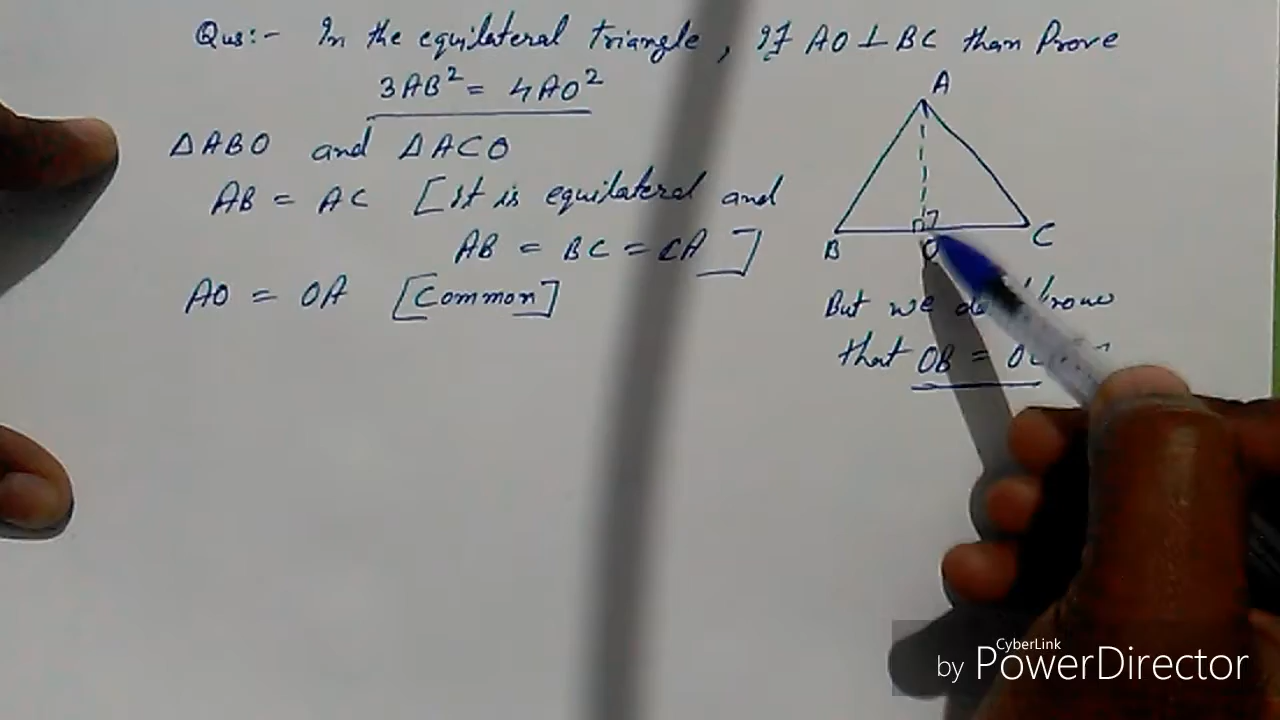 Qus:- In the equilateral triangle, If AO⊥BC than Prove
3AB² = 4AO²
ΔABO and ΔACO
AB = AC [It is equilateral and
AB = BC = CA]
AO = OA [Common]
A
B
C
But we
that OB =
CyberLink
by PowerDirector